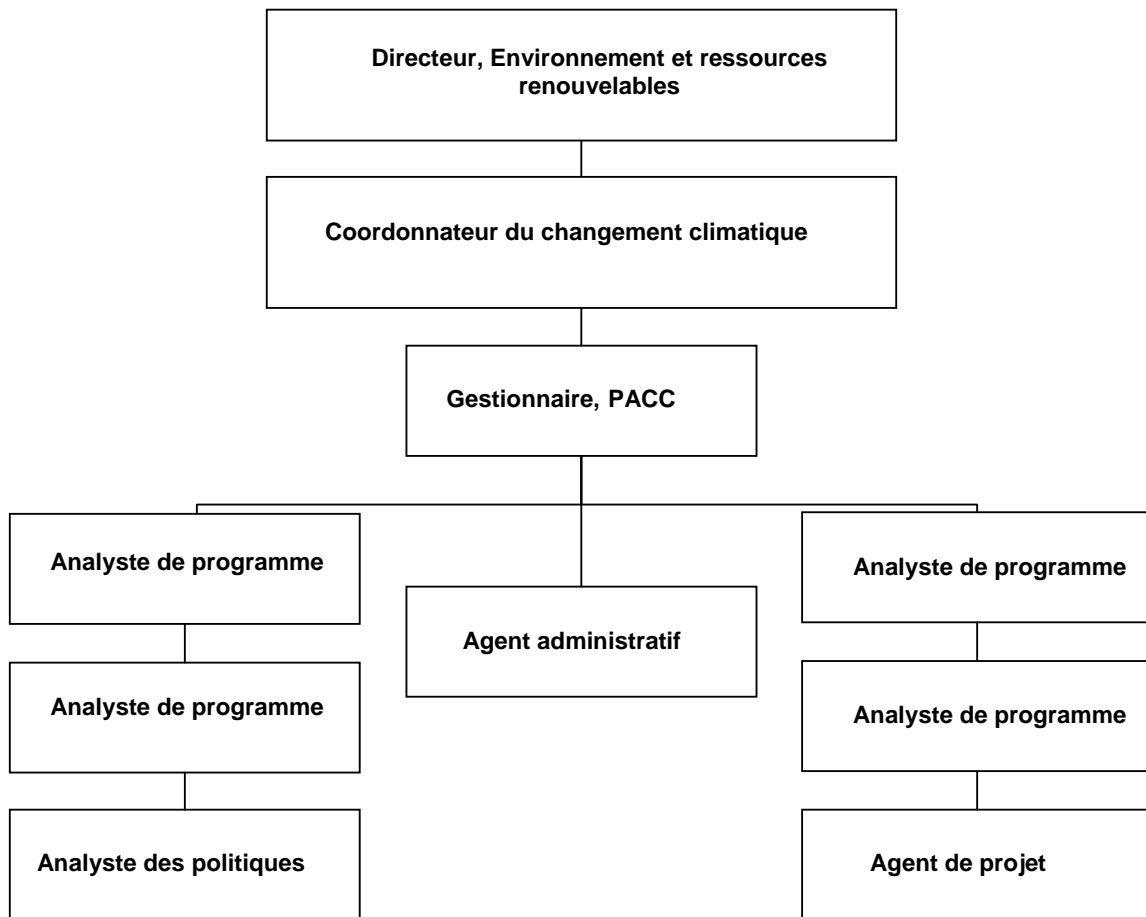 Directeur, Environnement et ressources
renouvelables
Coordonnateur du changement climatique
Gestionnaire, PACC
Analyste de programme
Analyste de programme
Agent administratif
Analyste de programme
Analyste de programme
Analyste des politiques
Agent de projet